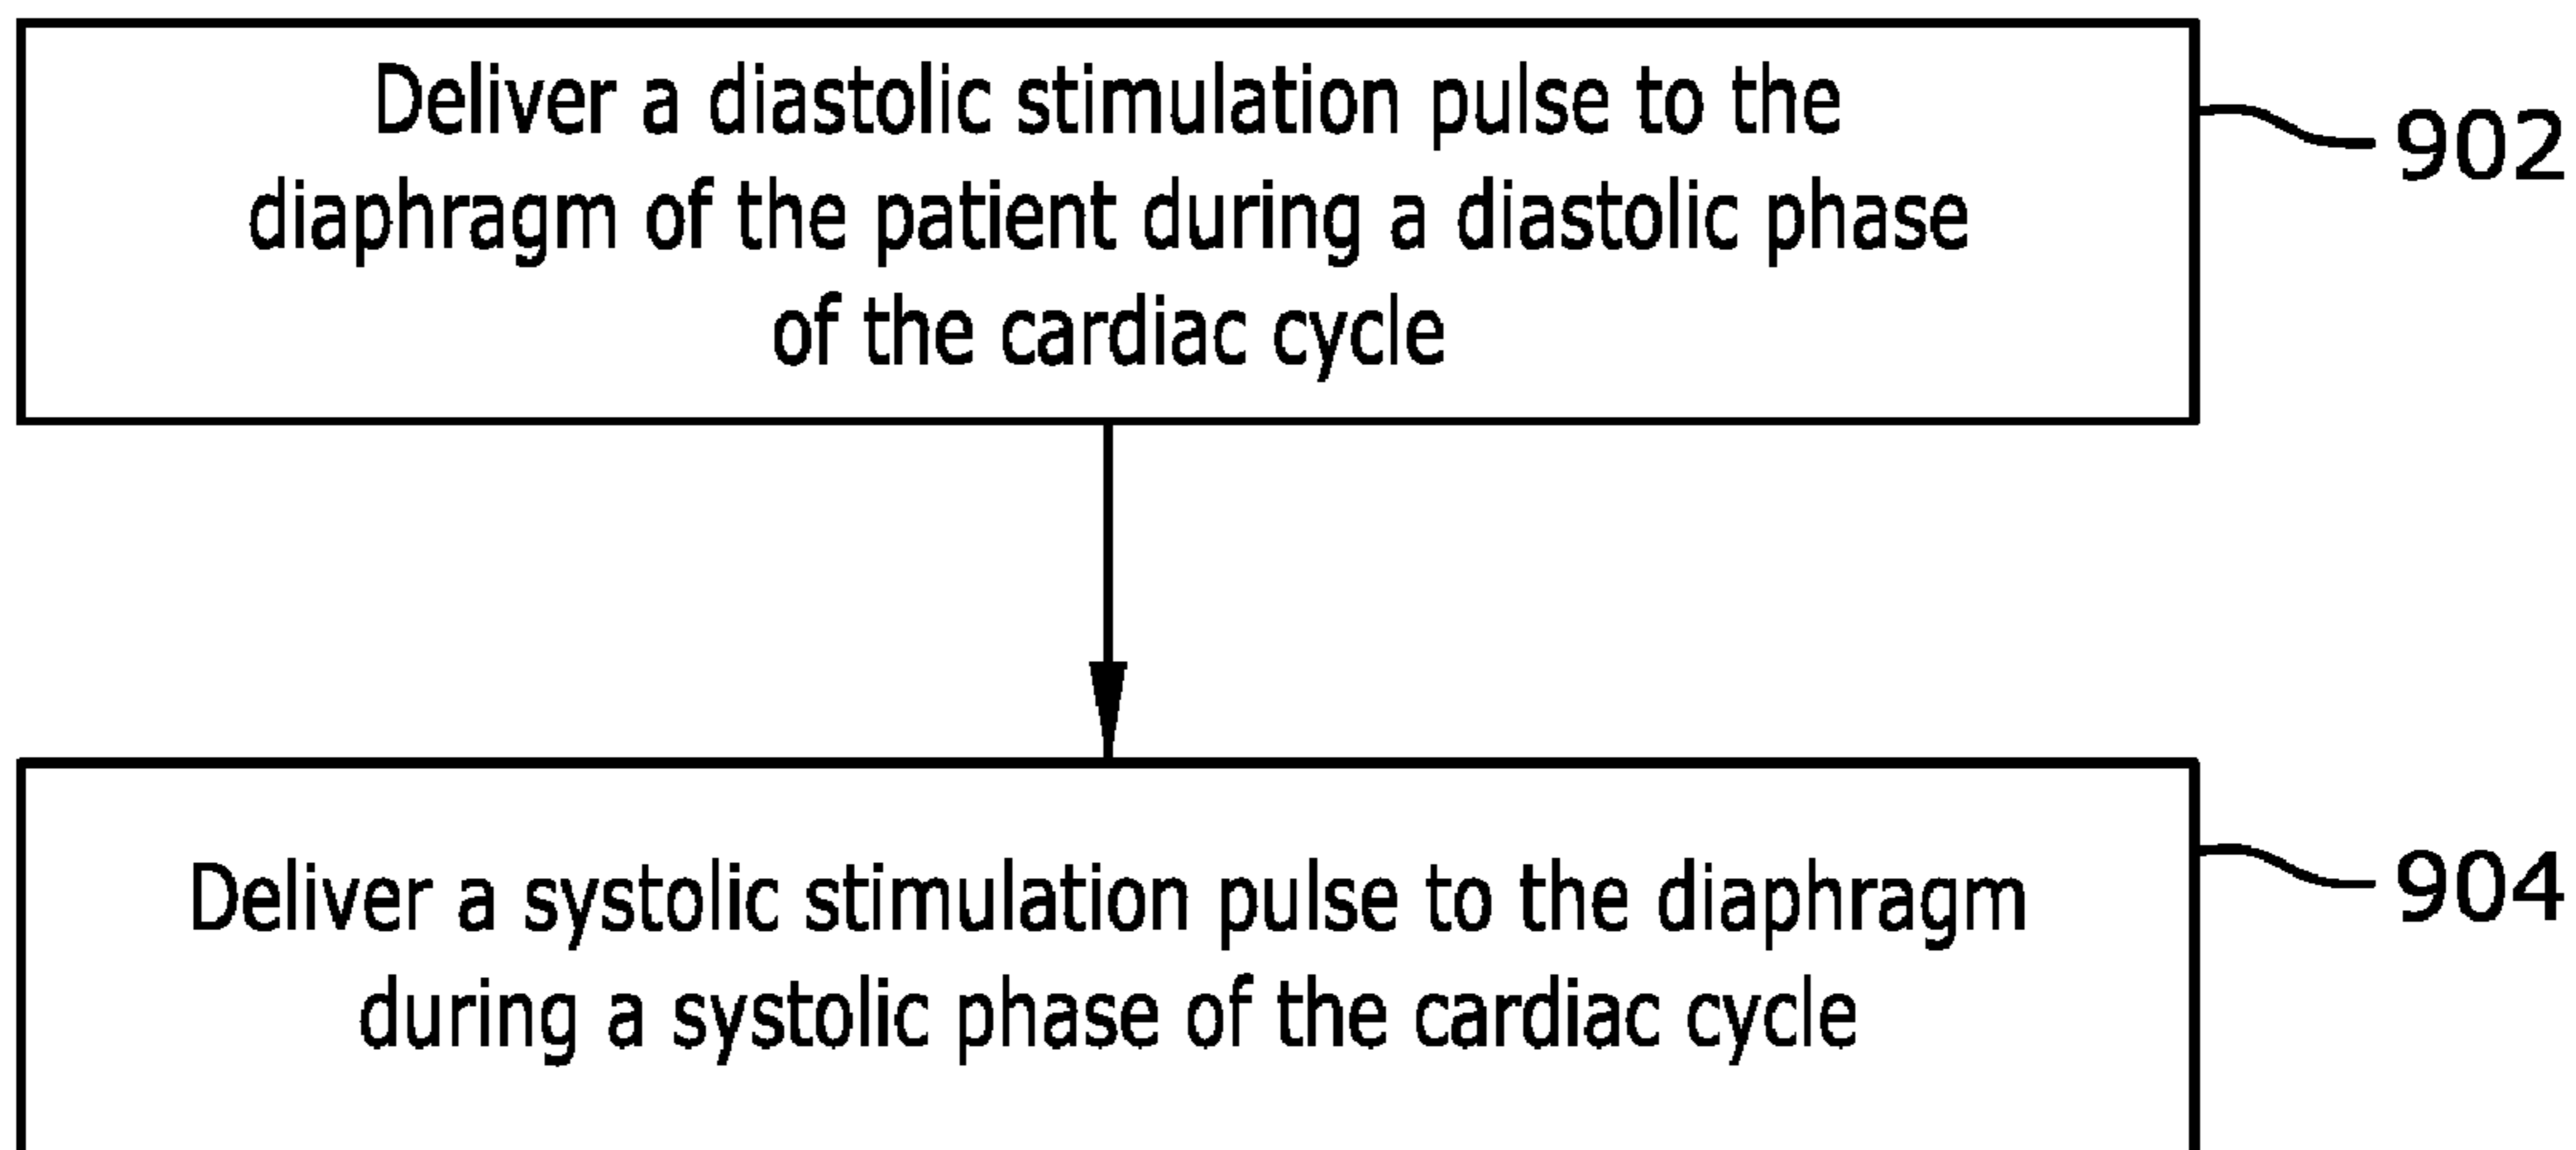 Deliver a diastolic stimulation pulse to the
diaphragm of the patient during a diastolic phase
of the cardiac cycle
902
Deliver a systolic stimulation pulse to the diaphragm
during a systolic phase of the cardiac cycle
904